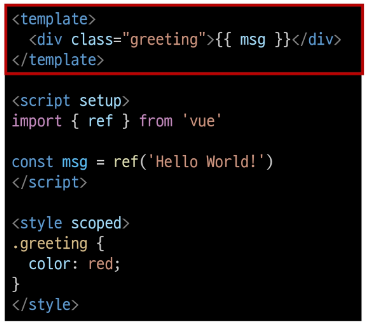 <template>
  <div class="greeting">{{ msg }}</div>
</template>

<script setup>
import { ref } from 'vue'

const msg = ref('Hello World!')
</script>

<style scoped>
.greeting {
  color: red;
}
</style>